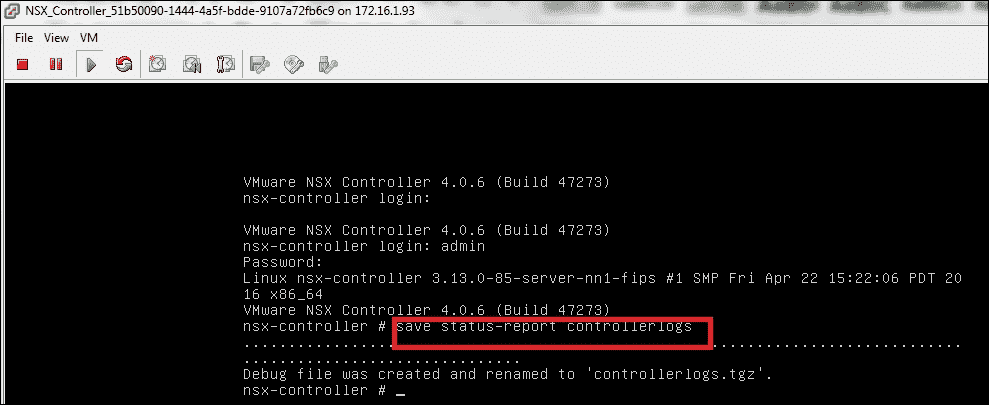 NSX_Controller_51b50090-1444-4a5f-bdde-9107a72fb6c9 on 172.16.1.93
File View VM
VMware NSX Controller 4.0.6 (Build 47273)
nsx-controller login:
VMware NSX Controller 4.0.6 (Build 47273)
nsx-controller login: admin
Password:
Linux nsx-controller 3.13.0-85-server-nn1-fips #1 SMP Fri Apr 22 15:22:06 PDT 20
16 x86_64
VMware NSX Controller 4.0.6 (Build 47273)
nsx-controller # save status-report controllerlogs
................................................................................
...............................
Debug file was created and renamed to 'controllerlogs.tgz'.
nsx-controller # _